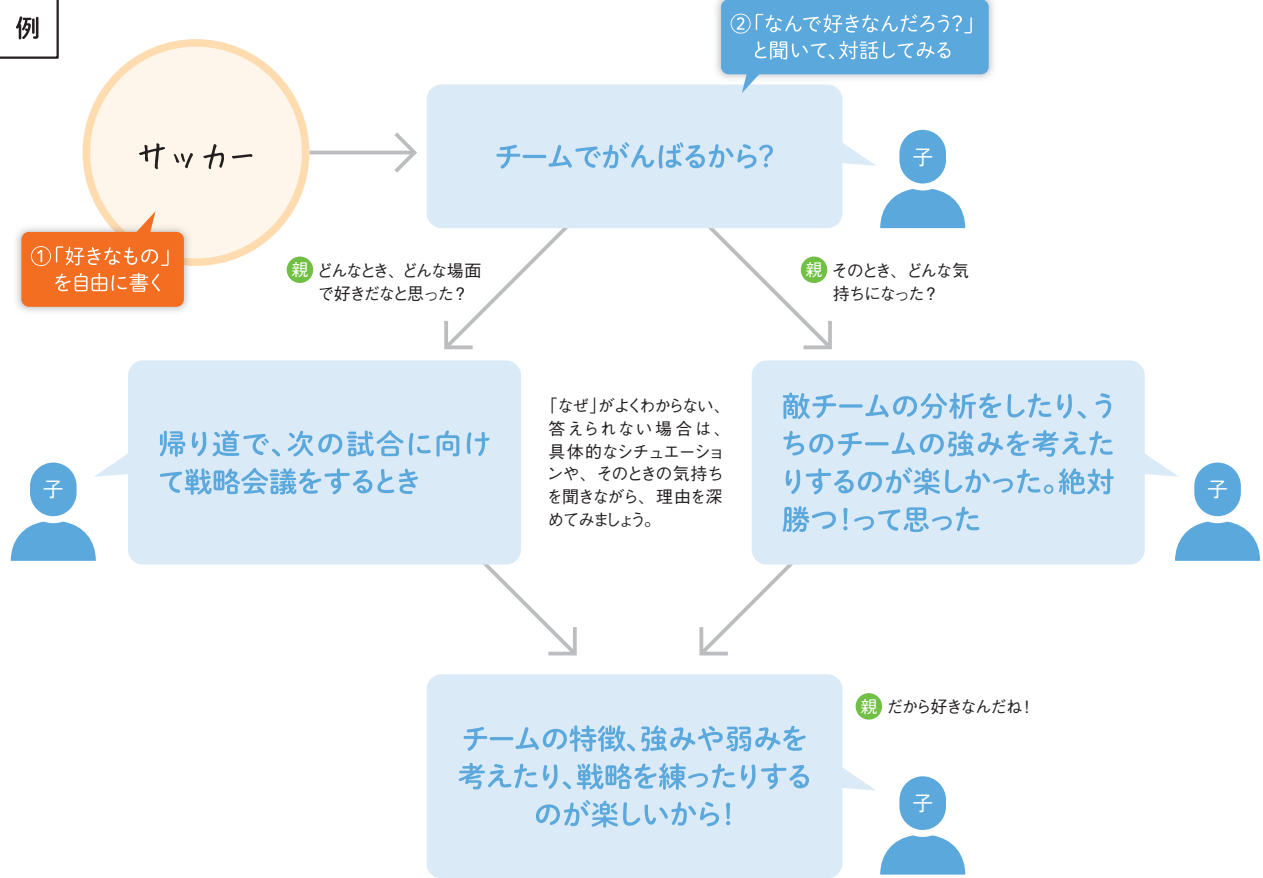 例
サッカー
①「好きなもの」
を自由に書く
②「なんで好きなんだろう？」
と聞いて、対話してみる
チームでがんばるから？
子
親 どんなとき、どんな場面
で好きだなと思った？
親 そのとき、どんな気
持ちになった？
帰り道で、次の試合に向け
て戦略会議をするとき
子
「なぜ」がよくわからない、
答えられない場合は、
具体的なシチュエーショ
ンや、そのときの気持ち
を聞きながら、理由を深
めてみましょう。
敵チームの分析をしたり、う
ちのチームの強みを考えた
りするのが楽しかった。絶対
勝つ！って思った
子
親 だから好きなんだね！
チームの特徴、強みや弱みを
考えたり、戦略を練ったりする
のが楽しいから！
子